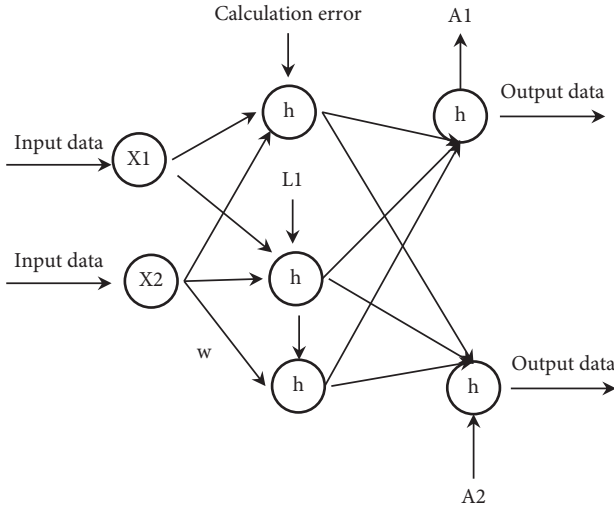 Calculation error
A1
h
h
Output data
Input data
X1
L1
Input data
X2
h
w
h
h
Output data
A2